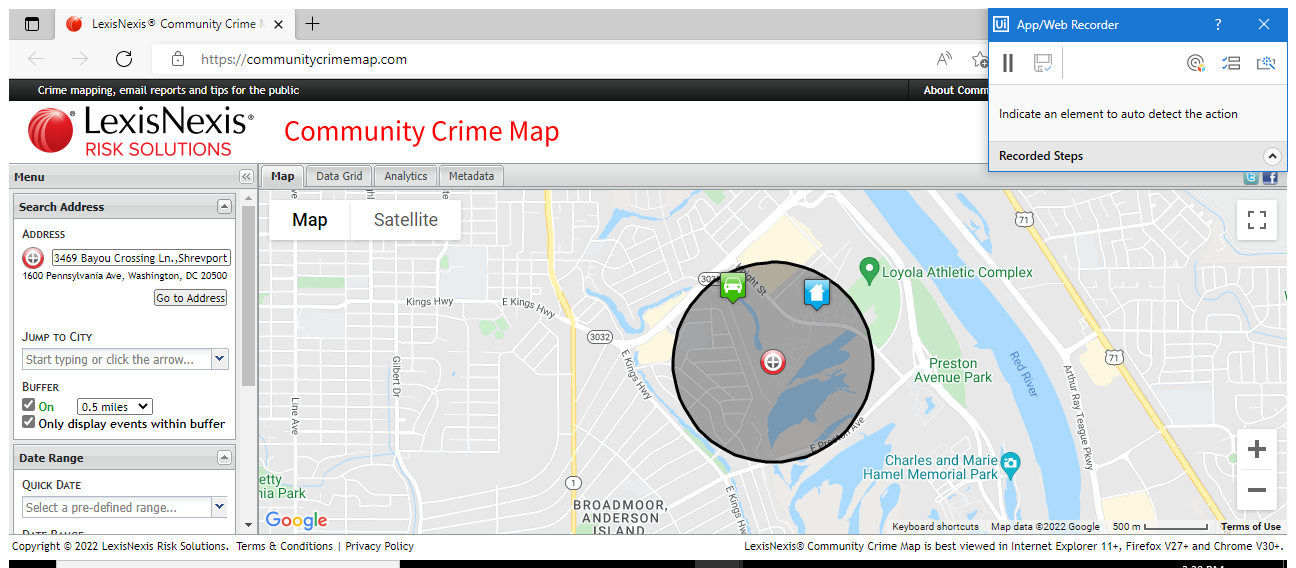 LexisNexis® Community Crime M
Ui App/Web Recorder ?
https://communitycrimemap.com
Indicate an element to auto detect the action
Recorded Steps
Crime mapping, email reports and tips for the public
About Comm
LexisNexis®
RISK SOLUTIONS
Community Crime Map
Menu
Map
Data Grid
Analytics
Metadata
Search Address
ADDRESS
3469 Bayou Crossing Ln.,Shrevport
1600 Pennsylvania Ave, Washington, DC 20500
Go to Address
JUMP TO CITY
Start typing or click the arrow...
BUFFER
On
0.5 miles
Only display events within buffer
Date Range
QUICK DATE
Select a pre-defined range...
DATE RANGE
Map
Satellite
71
Loyola Athletic Complex
Kings Hwy
E Kings Hwy
3032
3032
Knight St
E Kings Hwy
Gilbert Dr
Line Ave
Preston
Avenue Park
Red River
71
Arthur Ray Teague Pkwy
E Preston Ave
Charles and Marie
Hamel Memorial Park
etty
nia Park
1
BROADMOOR,
ANDERSON
ISLAND
E Kings Hwy
Google
Keyboard shortcuts
Map data ©2022 Google
500 m
Terms of Use
Copyright © 2022 LexisNexis Risk Solutions. Terms & Conditions | Privacy Policy
LexisNexis® Community Crime Map is best viewed in Internet Explorer 11+, Firefox V27+ and Chrome V30+.